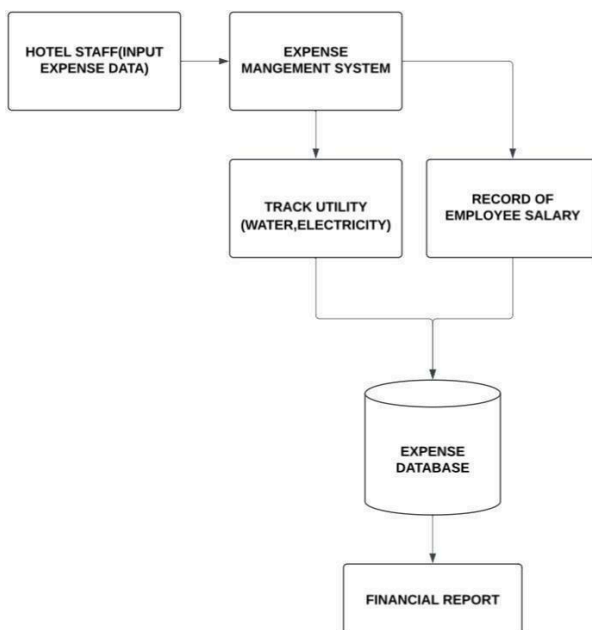 HOTEL STAFF(INPUT
EXPENSE DATA)
EXPENSE
MANGEMENT SYSTEM
TRACK UTILITY
(WATER,ELECTRICITY)
RECORD OF
EMPLOYEE SALARY
EXPENSE
DATABASE
FINANCIAL REPORT